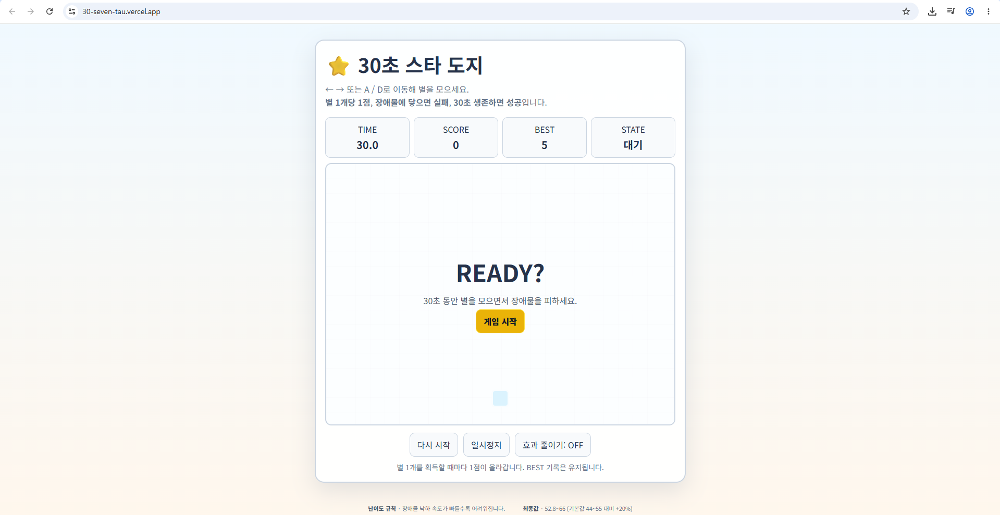 30-seven-tau.vercel.app
30초 스타 도지
← → 또는 A / D로 이동해 별을 모으세요.
별 1개당 1점, 장애물에 닿으면 실패, 30초 생존하면 성공입니다.
TIME
30.0
SCORE
0
BEST
5
STATE
대기
READY?
30초 동안 별을 모으면서 장애물을 피하세요.
게임 시작
다시 시작
일시정지
효과 줄이기: OFF
별 1개를 획득할 때마다 1점이 올라갑니다. BEST 기록은 유지됩니다.
난이도 규칙 · 장애물 낙하 속도가 빠를수록 어려워집니다.
최종값 · 52.8~66 (기본값 44~55 대비 +20%)